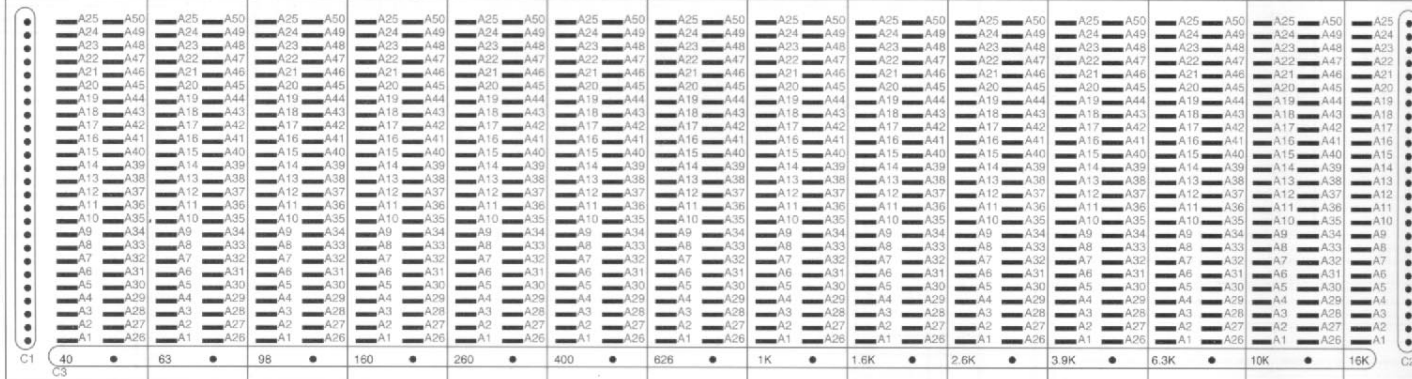 A25 A50 A25 A50 A25 A50 A25 A50 A25 A50 A25 A50 A25 A50 A25 A50 A25 A50 A25 A50 A25 A50 A25 A50 A25 A50 A25
A24 A49 A24 A49 A24 A49 A24 A49 A24 A49 A24 A49 A24 A49 A24 A49 A24 A49 A24 A49 A24 A49 A24 A49 A24 A49 A24
A23 A48 A23 A48 A23 A48 A23 A48 A23 A48 A23 A48 A23 A48 A23 A48 A23 A48 A23 A48 A23 A48 A23 A48 A23 A48 A23
A22 A47 A22 A47 A22 A47 A22 A47 A22 A47 A22 A47 A22 A47 A22 A47 A22 A47 A22 A47 A22 A47 A22 A47 A22 A47 A22
A21 A46 A21 A46 A21 A46 A21 A46 A21 A46 A21 A46 A21 A46 A21 A46 A21 A46 A21 A46 A21 A46 A21 A46 A21 A46 A21
A20 A45 A20 A45 A20 A45 A20 A45 A20 A45 A20 A45 A20 A45 A20 A45 A20 A45 A20 A45 A20 A45 A20 A45 A20 A45 A20
A19 A44 A19 A44 A19 A44 A19 A44 A19 A44 A19 A44 A19 A44 A19 A44 A19 A44 A19 A44 A19 A44 A19 A44 A19 A44 A19
A18 A43 A18 A43 A18 A43 A18 A43 A18 A43 A18 A43 A18 A43 A18 A43 A18 A43 A18 A43 A18 A43 A18 A43 A18 A43 A18
A17 A42 A17 A42 A17 A42 A17 A42 A17 A42 A17 A42 A17 A42 A17 A42 A17 A42 A17 A42 A17 A42 A17 A42 A17 A42 A17
A16 A41 A16 A41 A16 A41 A16 A41 A16 A41 A16 A41 A16 A41 A16 A41 A16 A41 A16 A41 A16 A41 A16 A41 A16 A41 A16
A15 A40 A15 A40 A15 A40 A15 A40 A15 A40 A15 A40 A15 A40 A15 A40 A15 A40 A15 A40 A15 A40 A15 A40 A15 A40 A15
A14 A39 A14 A39 A14 A39 A14 A39 A14 A39 A14 A39 A14 A39 A14 A39 A14 A39 A14 A39 A14 A39 A14 A39 A14 A39 A14
A13 A38 A13 A38 A13 A38 A13 A38 A13 A38 A13 A38 A13 A38 A13 A38 A13 A38 A13 A38 A13 A38 A13 A38 A13 A38 A13
A12 A37 A12 A37 A12 A37 A12 A37 A12 A37 A12 A37 A12 A37 A12 A37 A12 A37 A12 A37 A12 A37 A12 A37 A12 A37 A12
A11 A36 A11 A36 A11 A36 A11 A36 A11 A36 A11 A36 A11 A36 A11 A36 A11 A36 A11 A36 A11 A36 A11 A36 A11 A36 A11
A10 A35 A10 A35 A10 A35 A10 A35 A10 A35 A10 A35 A10 A35 A10 A35 A10 A35 A10 A35 A10 A35 A10 A35 A10 A35 A10
A9 A34 A9 A34 A9 A34 A9 A34 A9 A34 A9 A34 A9 A34 A9 A34 A9 A34 A9 A34 A9 A34 A9 A34 A9 A34 A9
A8 A33 A8 A33 A8 A33 A8 A33 A8 A33 A8 A33 A8 A33 A8 A33 A8 A33 A8 A33 A8 A33 A8 A33 A8 A33 A8
A7 A32 A7 A32 A7 A32 A7 A32 A7 A32 A7 A32 A7 A32 A7 A32 A7 A32 A7 A32 A7 A32 A7 A32 A7 A32 A7
A6 A31 A6 A31 A6 A31 A6 A31 A6 A31 A6 A31 A6 A31 A6 A31 A6 A31 A6 A31 A6 A31 A6 A31 A6 A31 A6
A5 A30 A5 A30 A5 A30 A5 A30 A5 A30 A5 A30 A5 A30 A5 A30 A5 A30 A5 A30 A5 A30 A5 A30 A5 A30 A5
A4 A29 A4 A29 A4 A29 A4 A29 A4 A29 A4 A29 A4 A29 A4 A29 A4 A29 A4 A29 A4 A29 A4 A29 A4 A29 A4
A3 A28 A3 A28 A3 A28 A3 A28 A3 A28 A3 A28 A3 A28 A3 A28 A3 A28 A3 A28 A3 A28 A3 A28 A3 A28 A3
A2 A27 A2 A27 A2 A27 A2 A27 A2 A27 A2 A27 A2 A27 A2 A27 A2 A27 A2 A27 A2 A27 A2 A27 A2 A27 A2
A1 A26 A1 A26 A1 A26 A1 A26 A1 A26 A1 A26 A1 A26 A1 A26 A1 A26 A1 A26 A1 A26 A1 A26 A1 A26 A1
C1 40 63 98 160 260 400 626 1K 1.6K 2.6K 3.9K 6.3K 10K 16K C2
C3